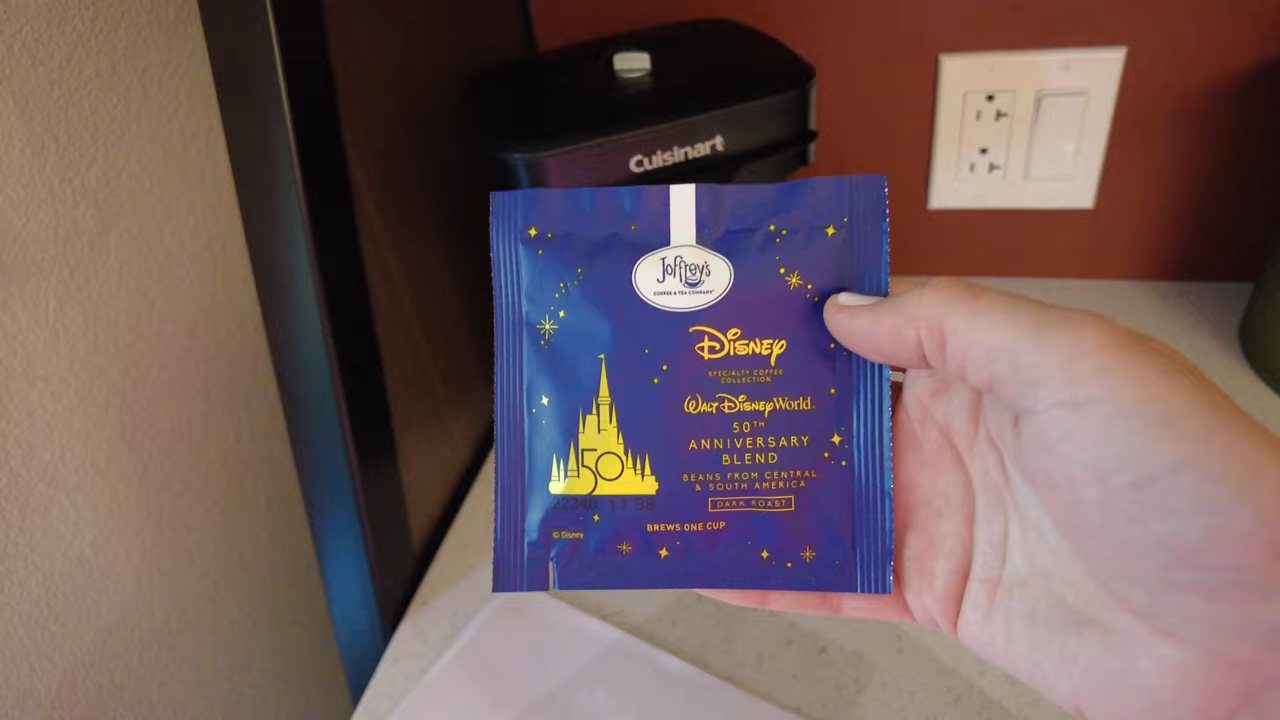 Cuisinart
Joffrey's
COFFEE & TEA COMPANY
Disney
SPECIALTY COFFEE
COLLECTION
Walt Disney World
50TH
ANNIVERSARY
BLEND
BEANS FROM CENTRAL
& SOUTH AMERICA
DARK ROAST
50
BREWS ONE CUP
© Disney